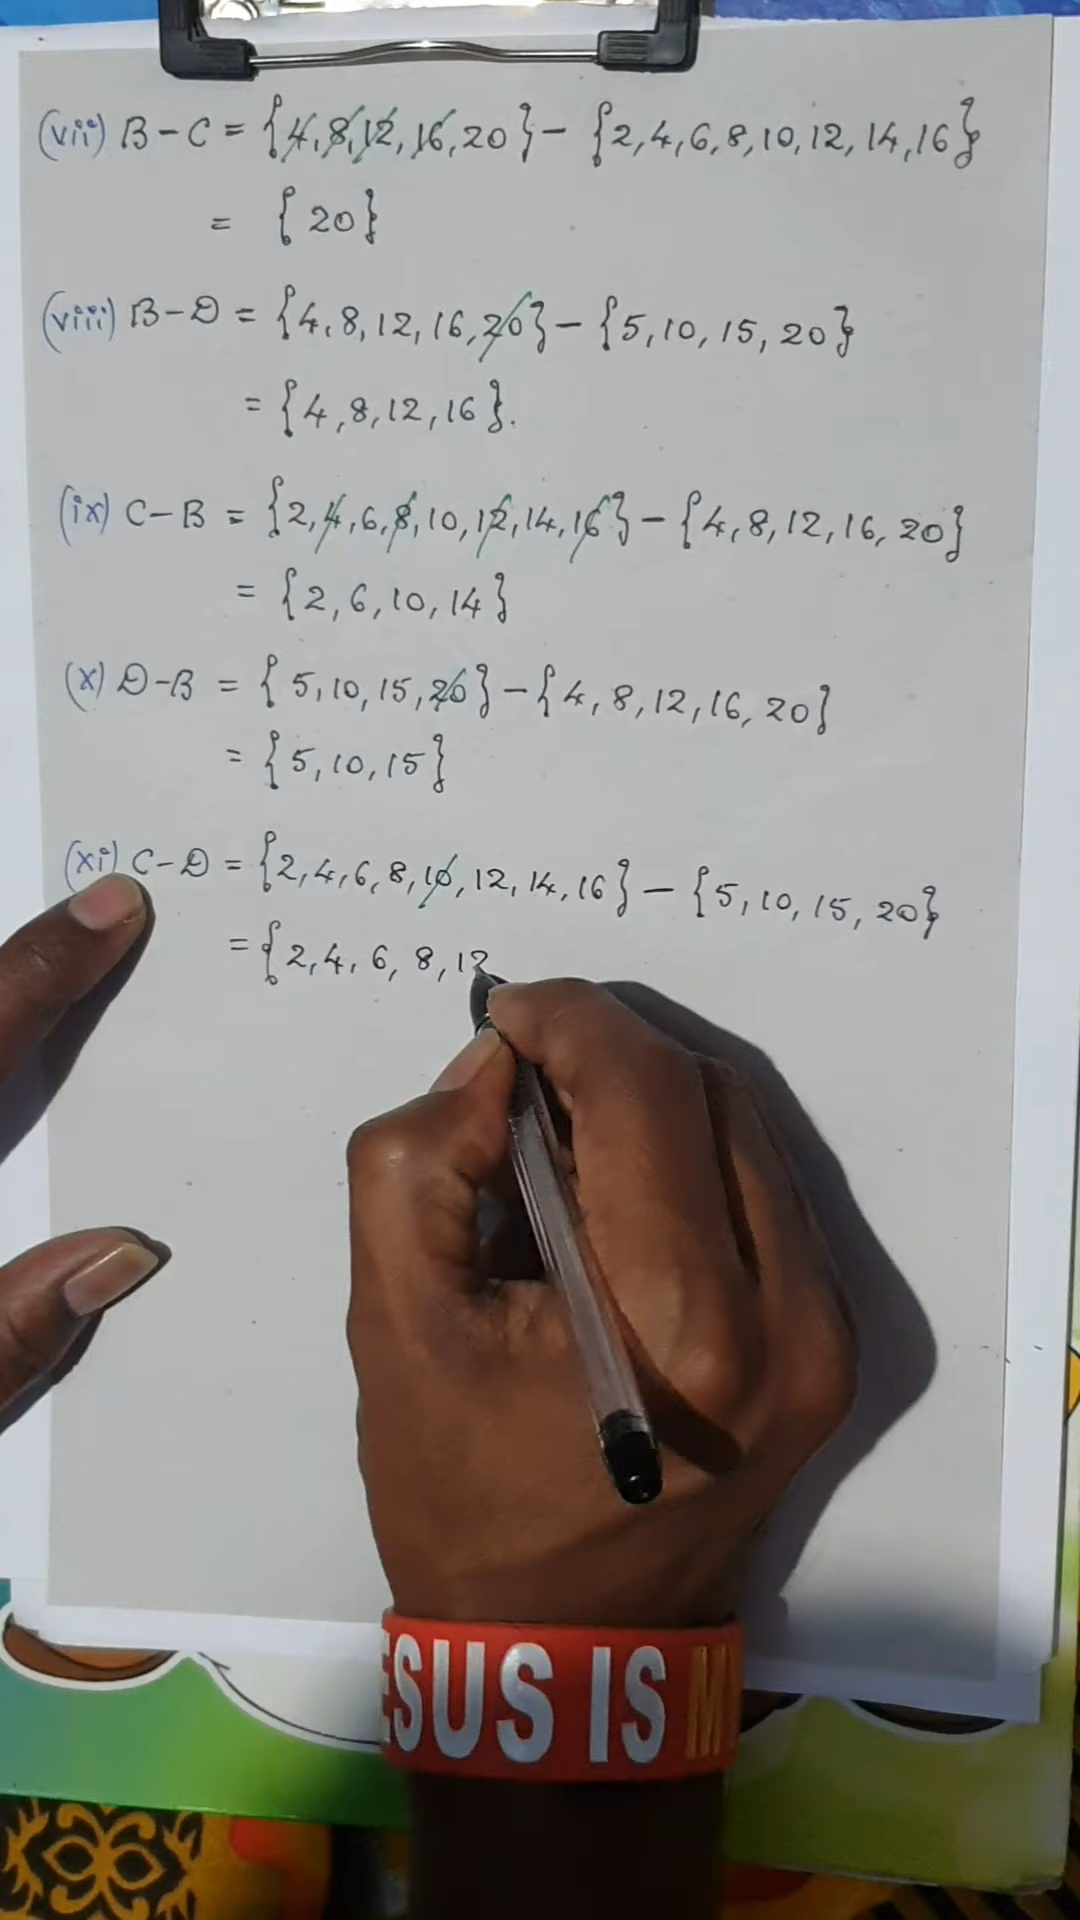 (vii) B-C = {4,8,12,16,20} - {2,4,6,8,10,12,14,16}
= {20}
(viii) B-D = {4,8,12,16,20} - {5,10,15,20}
= {4,8,12,16}.
(ix) C-B = {2,4,6,8,10,12,14,16} - {4,8,12,16,20}
= {2,6,10,14}
(x) D-B = {5,10,15,20} - {4,8,12,16,20}
= {5,10,15}
(xi) C-D = {2,4,6,8,10,12,14,16} - {5,10,15,20}
= {2,4,6,8,12
ESUS IS M